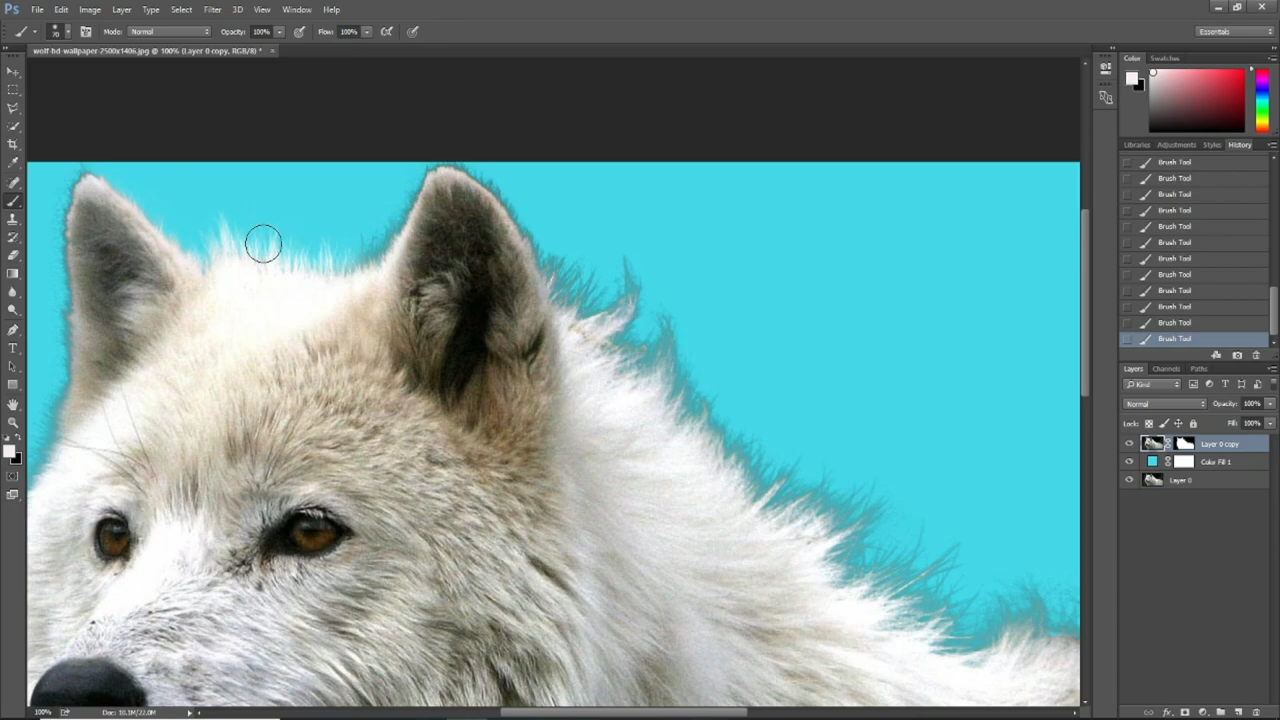 Ps File Edit Image Layer Type Select Filter 3D View Window Help
70 Mode: Normal Opacity: 100% Flow: 100% Essentials
wolf-hd-wallpaper-2500x1406.jpg @ 100% (Layer 0 copy, RGB/8) * ×
Color Swatches
Libraries Adjustments Styles History
Brush Tool
Brush Tool
Brush Tool
Brush Tool
Brush Tool
Brush Tool
Brush Tool
Brush Tool
Brush Tool
Brush Tool
Brush Tool
Brush Tool
Layers Channels Paths
Kind
Normal Opacity: 100%
Lock: Fill: 100%
Layer 0 copy
Color Fill 1
Layer 0
100% Doc: 10.1M/22.0M